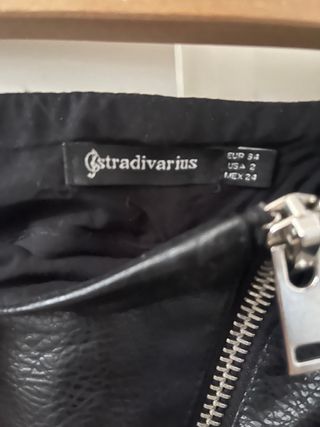 stradivarius
EUR 34
USA 2
MEX 24